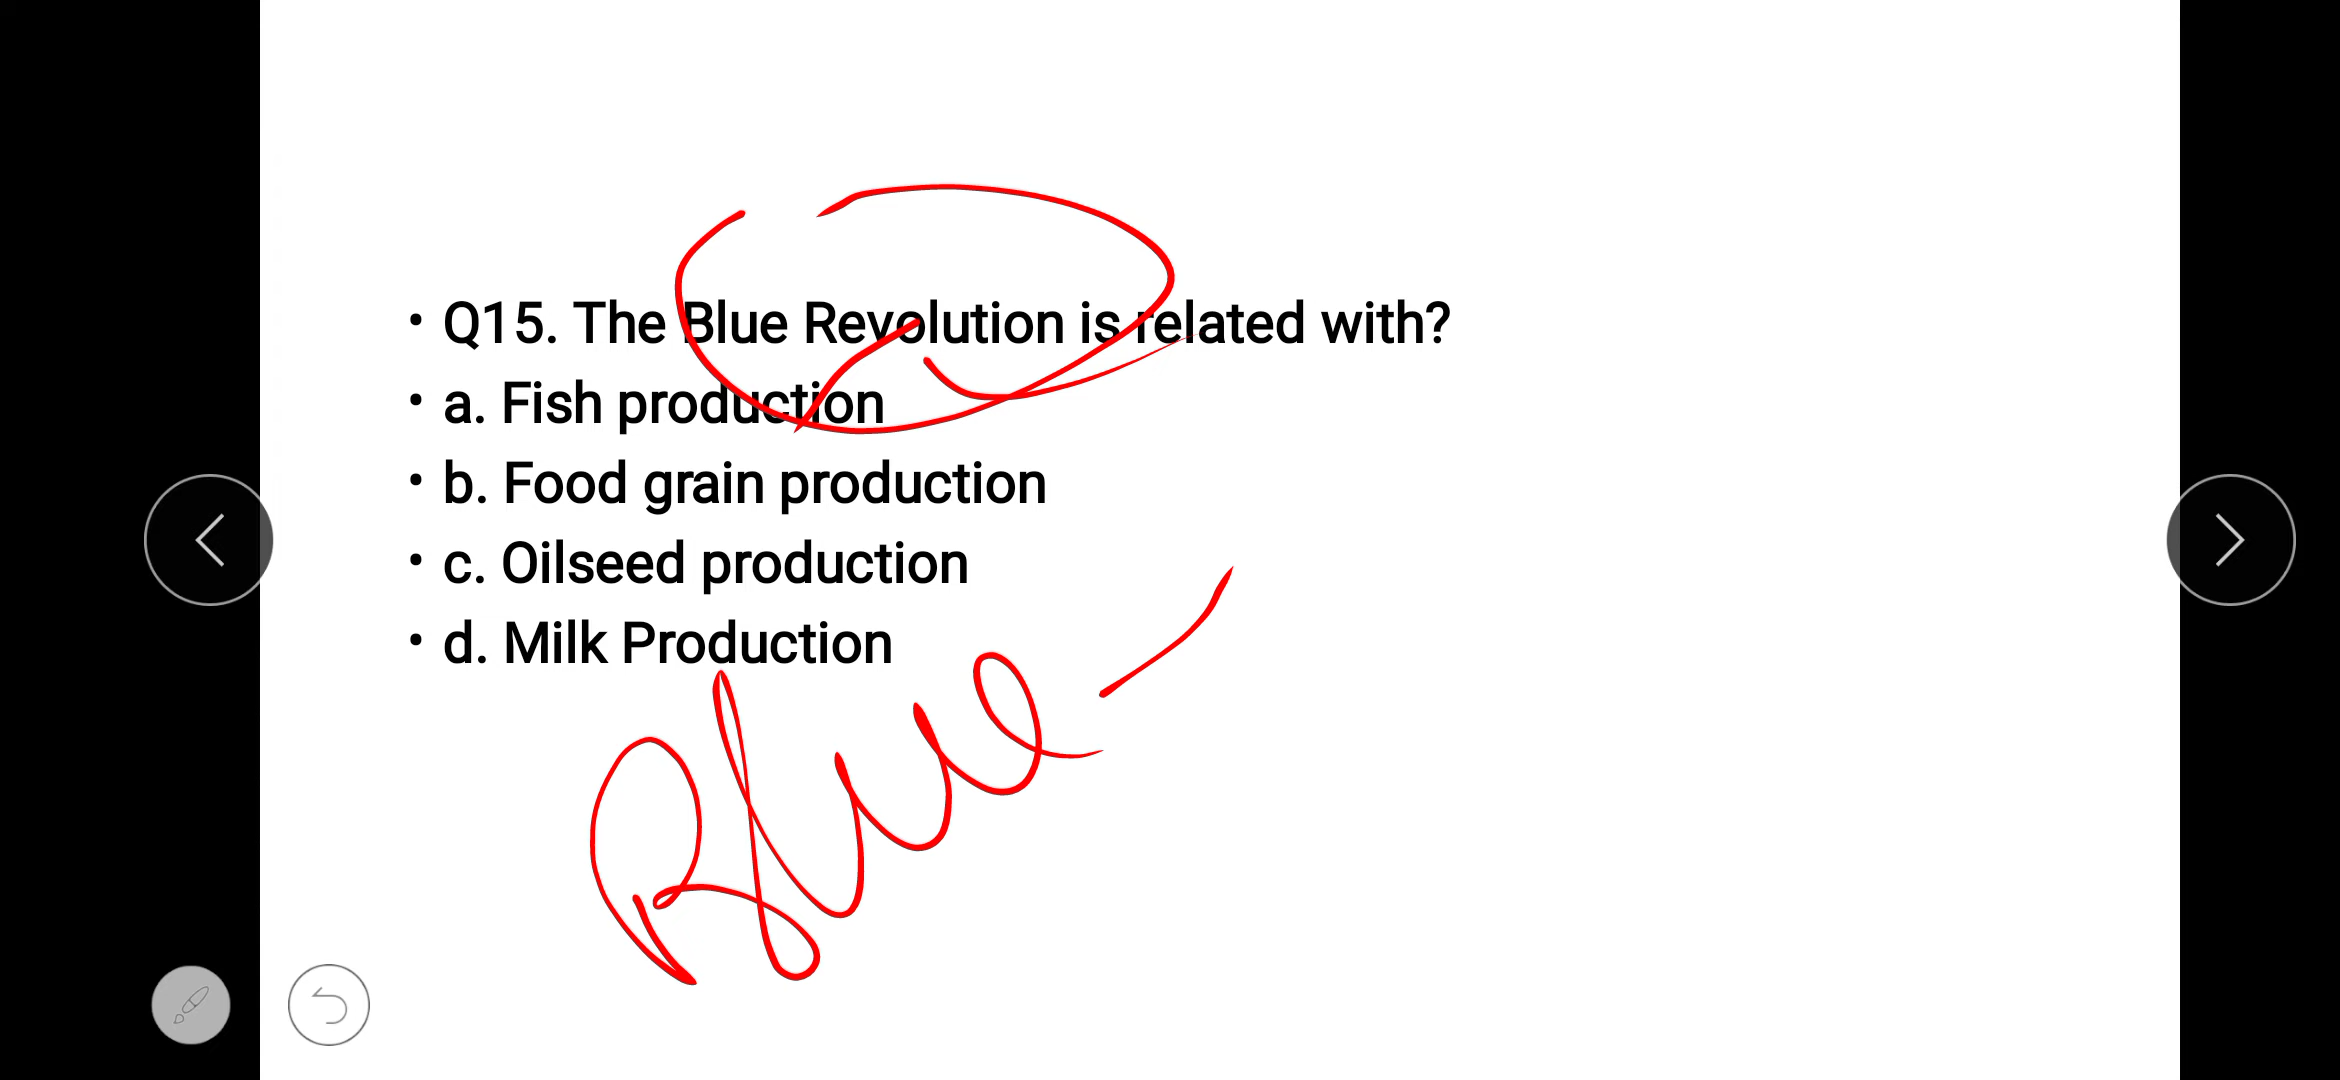 • Q15. The Blue Revolution is related with?
• a. Fish production
• b. Food grain production
• c. Oilseed production
• d. Milk Production
Blue